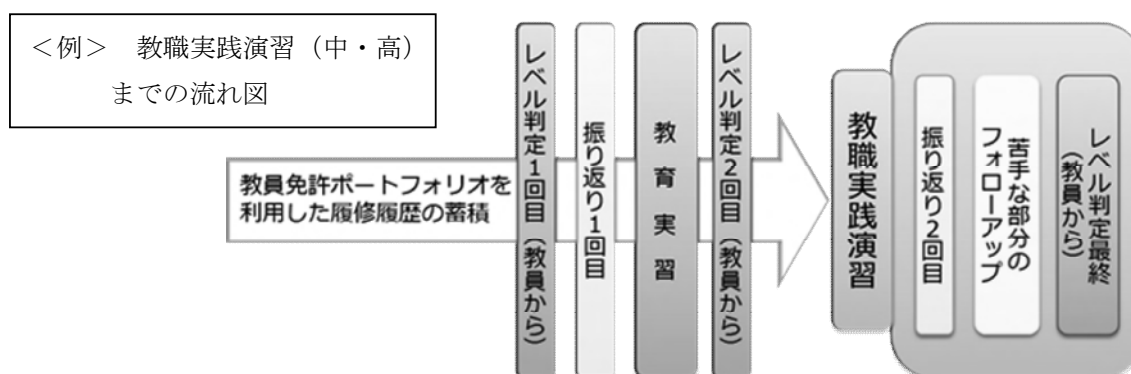 <例> 教職実践演習（中・高）
までの流れ図
教員免許ポートフォリオを
利用した履修履歴の蓄積
レベル判定1回目（教員から）
振り返り1回目
教育実習
レベル判定2回目（教員から）
教職実践演習
振り返り2回目
苦手な部分の
フォローアップ
レベル判定最終
（教員から）